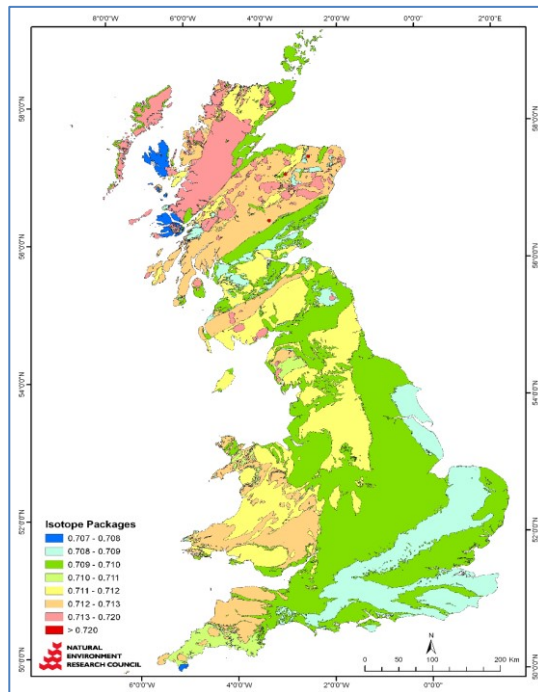 6°0'0"W 4°0'0"W 2°0'0"W 0°0'0" 2°0'0"E
58°0'0"N 58°0'0"N
56°0'0"N 56°0'0"N
54°0'0"N 54°0'0"N
52°0'0"N 52°0'0"N
50°0'0"N 50°0'0"N
Isotope Packages
0.707 - 0.708
0.708 - 0.709
0.709 - 0.710
0.710 - 0.711
0.711 - 0.712
0.712 - 0.713
0.713 - 0.720
> 0.720
NATURAL
ENVIRONMENT
RESEARCH COUNCIL
N
0 50 100 200 Km
6°0'0"W 4°0'0"W 2°0'0"W 0°0'0"